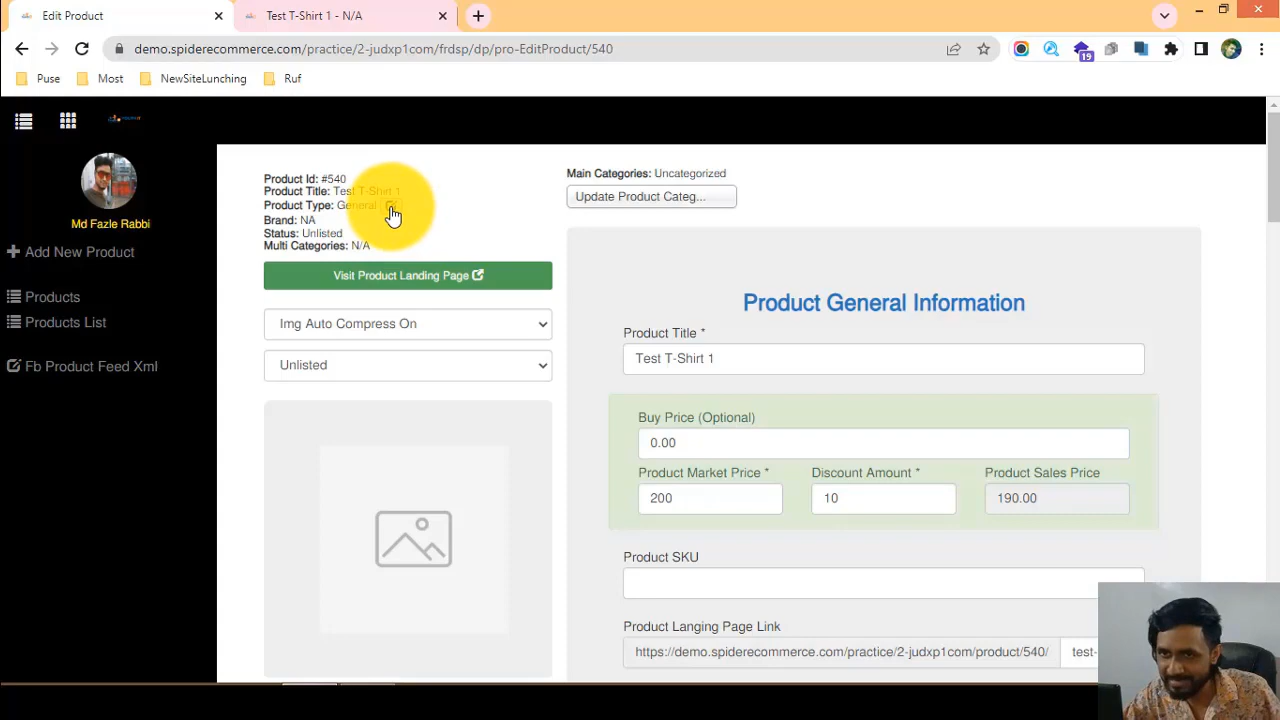 Edit Product
Test T-Shirt 1 - N/A
demo.spiderecommerce.com/practice/2-judxp1com/frdsp/dp/pro-EditProduct/540
19
Puse
Most
NewSiteLunching
Ruf
Md Fazle Rabbi
Add New Product
Products
Products List
Fb Product Feed Xml
Product Id: #540
Product Title: Test T-Shirt 1
Product Type: General
Brand: NA
Status: Unlisted
Multi Categories: N/A
Visit Product Landing Page
Img Auto Compress On
Unlisted
Main Categories: Uncategorized
Update Product Categ...
Product General Information
Product Title *
Test T-Shirt 1
Buy Price (Optional)
0.00
Product Market Price *
Discount Amount *
Product Sales Price
200
10
190.00
Product SKU
Product Langing Page Link
https://demo.spiderecommerce.com/practice/2-judxp1com/product/540/
test-